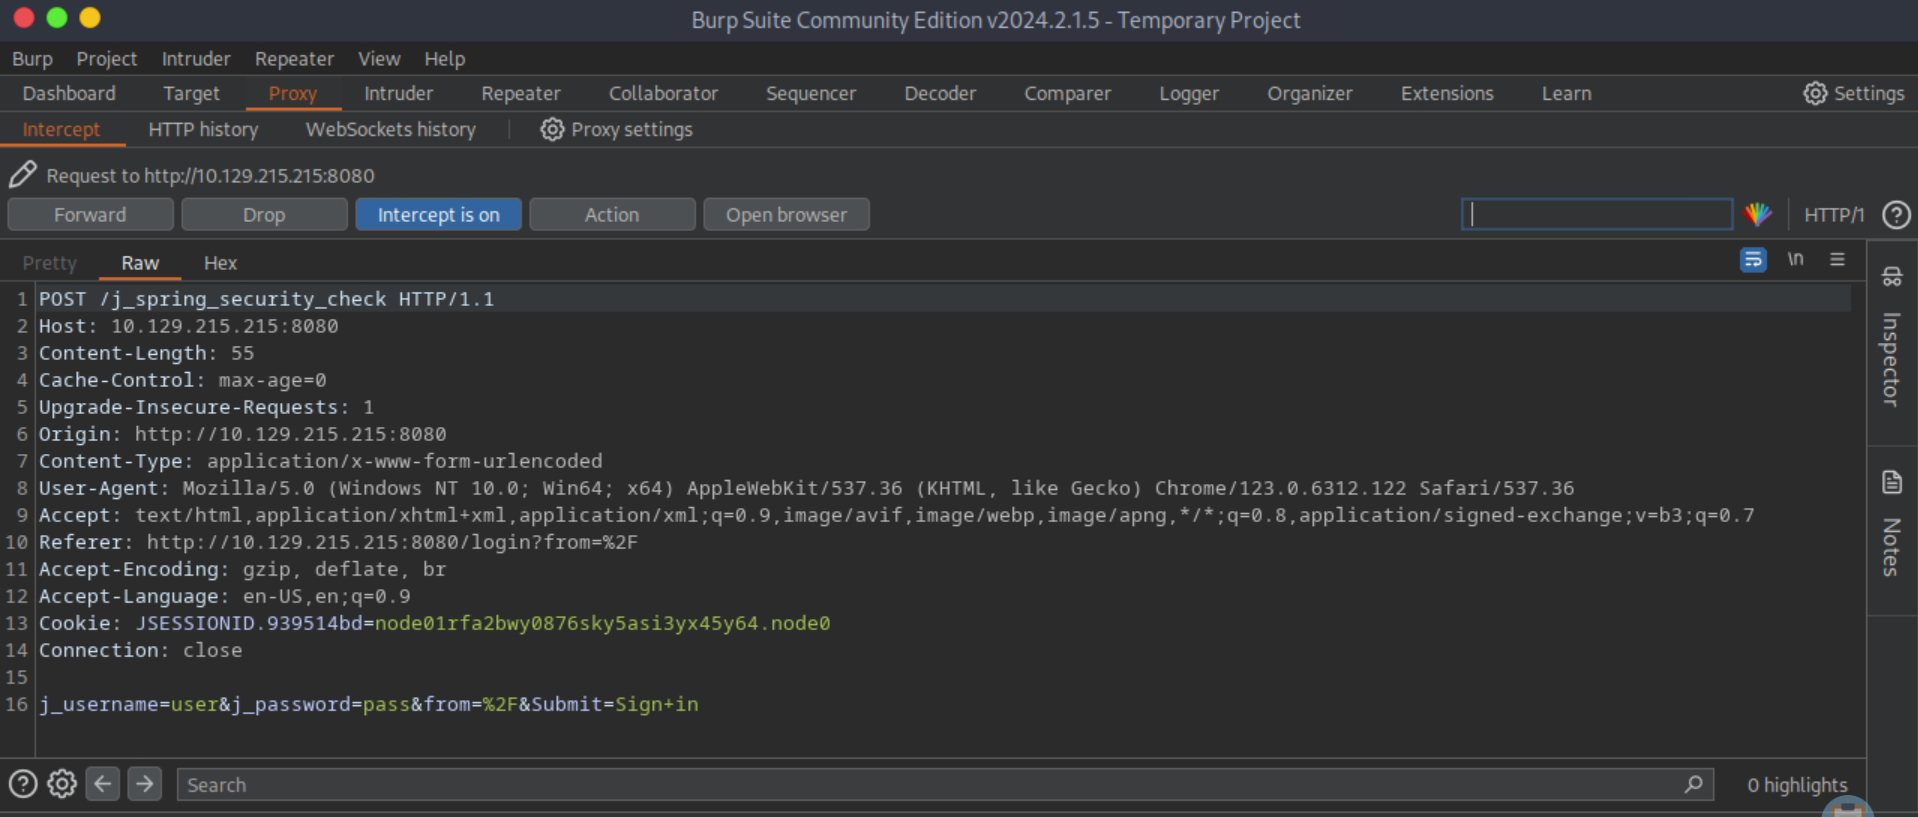 Burp Suite Community Edition v2024.2.1.5 - Temporary Project
Burp Project Intruder Repeater View Help
Dashboard Target Proxy Intruder Repeater Collaborator Sequencer Decoder Comparer Logger Organizer Extensions Learn Settings
Intercept HTTP history WebSockets history Proxy settings
Request to http://10.129.215.215:8080
Forward Drop Intercept is on Action Open browser HTTP/1
Pretty Raw Hex \n
1 POST /j_spring_security_check HTTP/1.1
2 Host: 10.129.215.215:8080
3 Content-Length: 55
4 Cache-Control: max-age=0
5 Upgrade-Insecure-Requests: 1
6 Origin: http://10.129.215.215:8080
7 Content-Type: application/x-www-form-urlencoded
8 User-Agent: Mozilla/5.0 (Windows NT 10.0; Win64; x64) AppleWebKit/537.36 (KHTML, like Gecko) Chrome/123.0.6312.122 Safari/537.36
9 Accept: text/html,application/xhtml+xml,application/xml;q=0.9,image/avif,image/webp,image/apng,*/*;q=0.8,application/signed-exchange;v=b3;q=0.7
10 Referer: http://10.129.215.215:8080/login?from=%2F
11 Accept-Encoding: gzip, deflate, br
12 Accept-Language: en-US,en;q=0.9
13 Cookie: JSESSIONID.939514bd=node01rfa2bwy0876sky5asi3yx45y64.node0
14 Connection: close
15
16 j_username=user&j_password=pass&from=%2F&Submit=Sign+in
Inspector
Notes
Search 0 highlights